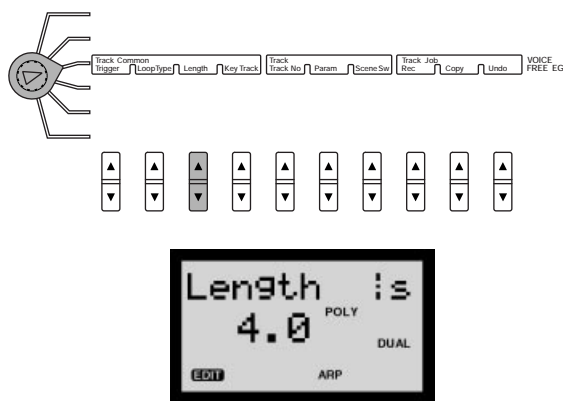 Track Common Track Track Job VOICE
Trigger LoopType Length Key Track Track No Param Scene Sw Rec Copy Undo FREE EG
Length :s
4.0 POLY
DUAL
EDIT ARP